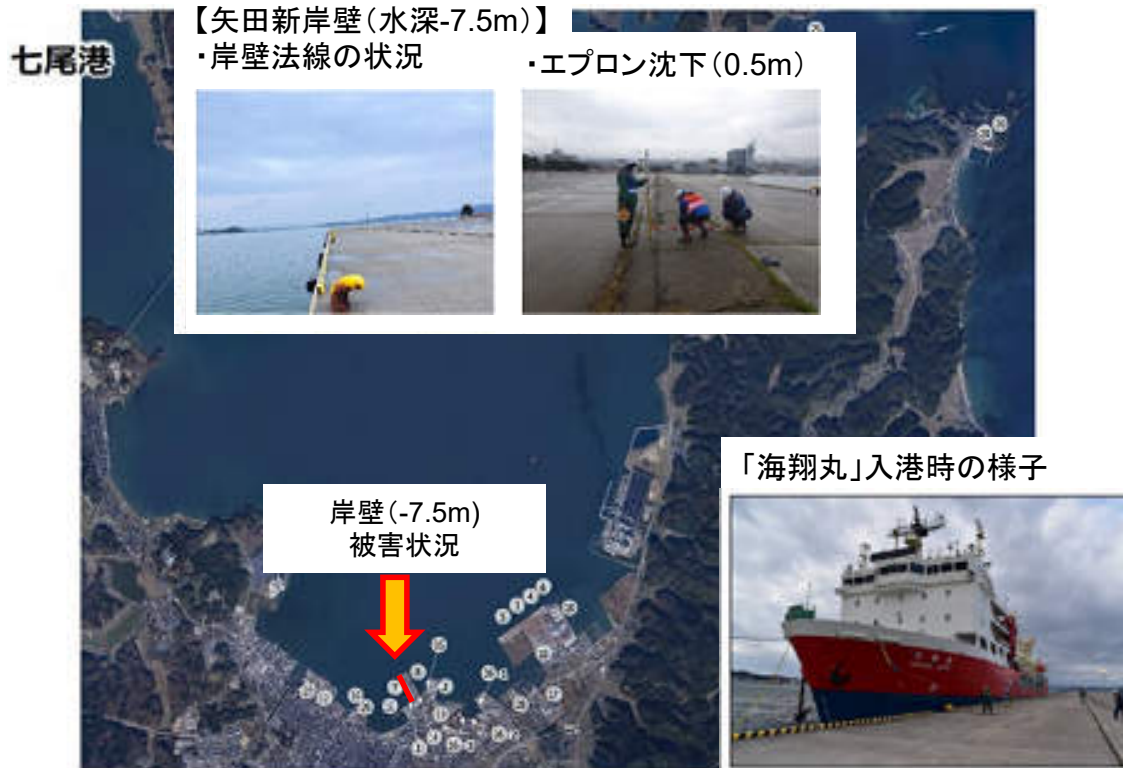 七尾港
【矢田新岸壁(水深-7.5m)】
・岸壁法線の状況
・エプロン沈下(0.5m)
「海翔丸」入港時の様子
岸壁(-7.5m)
被害状況